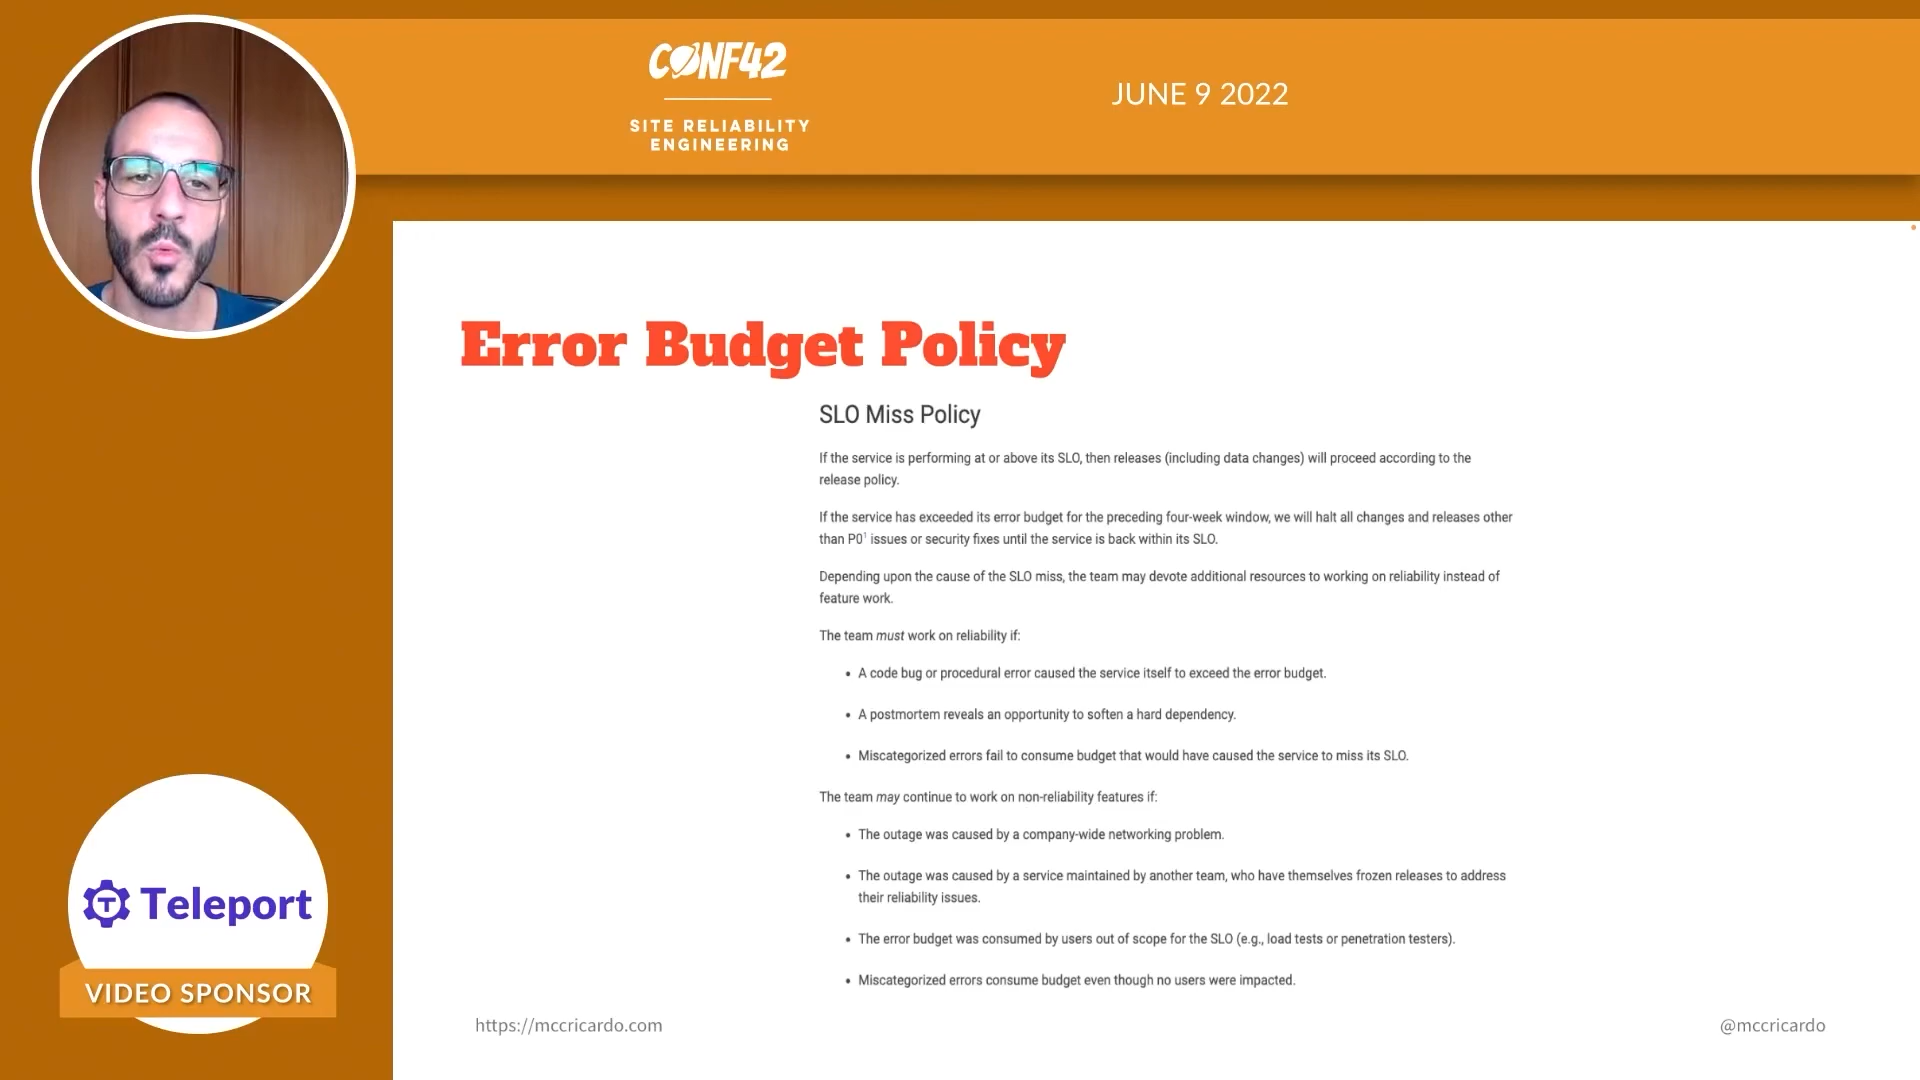 CONF42
SITE RELIABILITY
ENGINEERING
JUNE 9 2022
Error Budget Policy
SLO Miss Policy
If the service is performing at or above its SLO, then releases (including data changes) will proceed according to the
release policy.
If the service has exceeded its error budget for the preceding four-week window, we will halt all changes and releases other
than P0¹ issues or security fixes until the service is back within its SLO.
Depending upon the cause of the SLO miss, the team may devote additional resources to working on reliability instead of
feature work.
The team must work on reliability if:
• A code bug or procedural error caused the service itself to exceed the error budget.
• A postmortem reveals an opportunity to soften a hard dependency.
• Miscategorized errors fail to consume budget that would have caused the service to miss its SLO.
The team may continue to work on non-reliability features if:
• The outage was caused by a company-wide networking problem.
• The outage was caused by a service maintained by another team, who have themselves frozen releases to address
their reliability issues.
• The error budget was consumed by users out of scope for the SLO (e.g., load tests or penetration testers).
• Miscategorized errors consume budget even though no users were impacted.
Teleport
VIDEO SPONSOR
https://mccricardo.com
@mccricardo